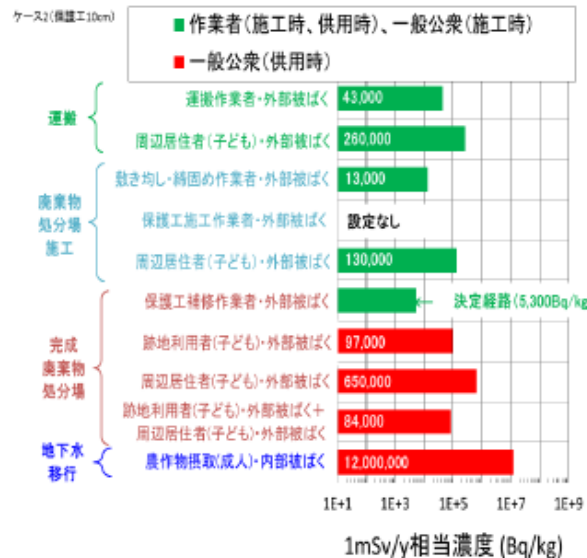 ケース2(保護工10cm)
■作業者(施工時、供用時)、一般公衆(施工時)
■一般公衆(供用時)
運搬
運搬作業者・外部被ばく
43,000
周辺居住者(子ども)・外部被ばく
260,000
廃棄物
処分場
施工
敷き均し・締固め作業者・外部被ばく
13,000
保護工施工作業者・外部被ばく
設定なし
周辺居住者(子ども)・外部被ばく
130,000
完成
廃棄物
処分場
保護工補修作業者・外部被ばく
決定経路(5,300Bq/kg
跡地利用者(子ども)・外部被ばく
97,000
周辺居住者(子ども)・外部被ばく
650,000
跡地利用者(子ども)・外部被ばく+
周辺居住者(子ども)・外部被ばく
84,000
地下水
移行
農作物摂取(成人)・内部被ばく
12,000,000
1E+1 1E+3 1E+5 1E+7 1E+9
1mSv/y相当濃度 (Bq/kg)